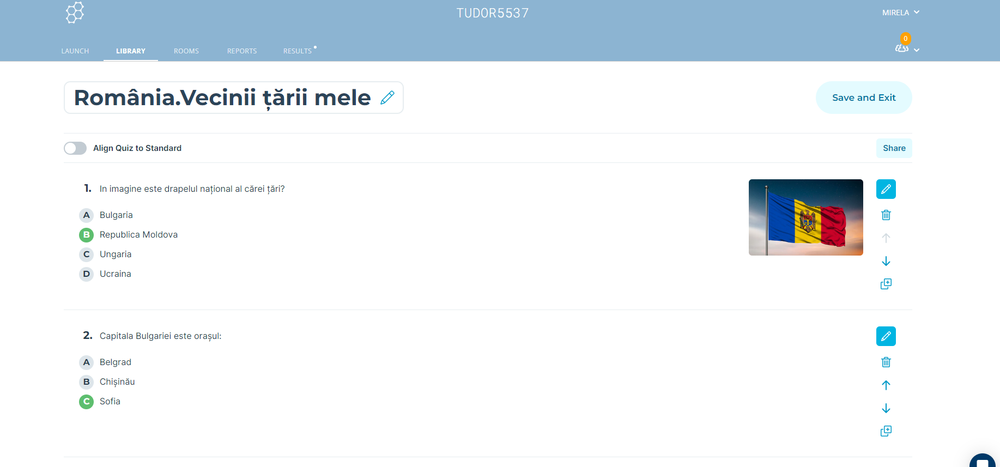 TUDOR5537
MIRELA
0
LAUNCH LIBRARY ROOMS REPORTS RESULTS
România.Vecinii țării mele
Save and Exit
Align Quiz to Standard
Share
1. In imagine este drapelul național al cărei țări?
A Bulgaria
B Republica Moldova
C Ungaria
D Ucraina
2. Capitala Bulgariei este orașul:
A Belgrad
B Chișinău
C Sofia